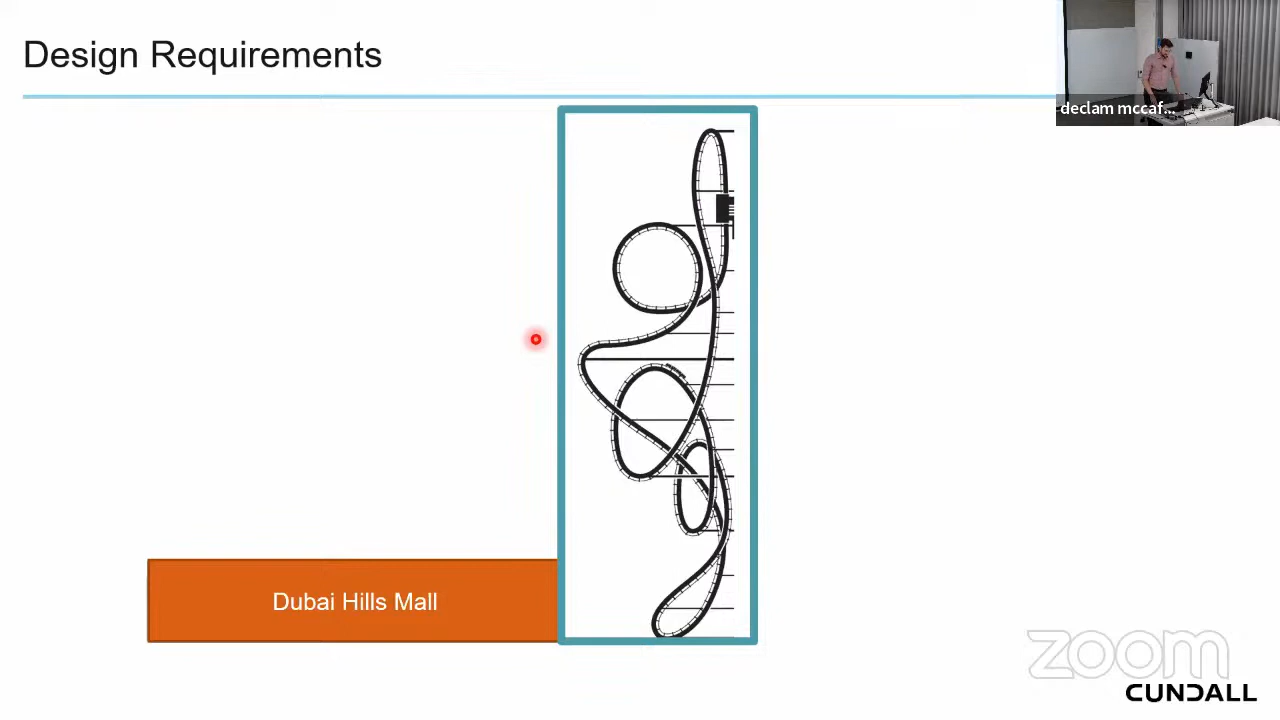 Design Requirements
declam mccaf...
Dubai Hills Mall
zoom
CUNDALL